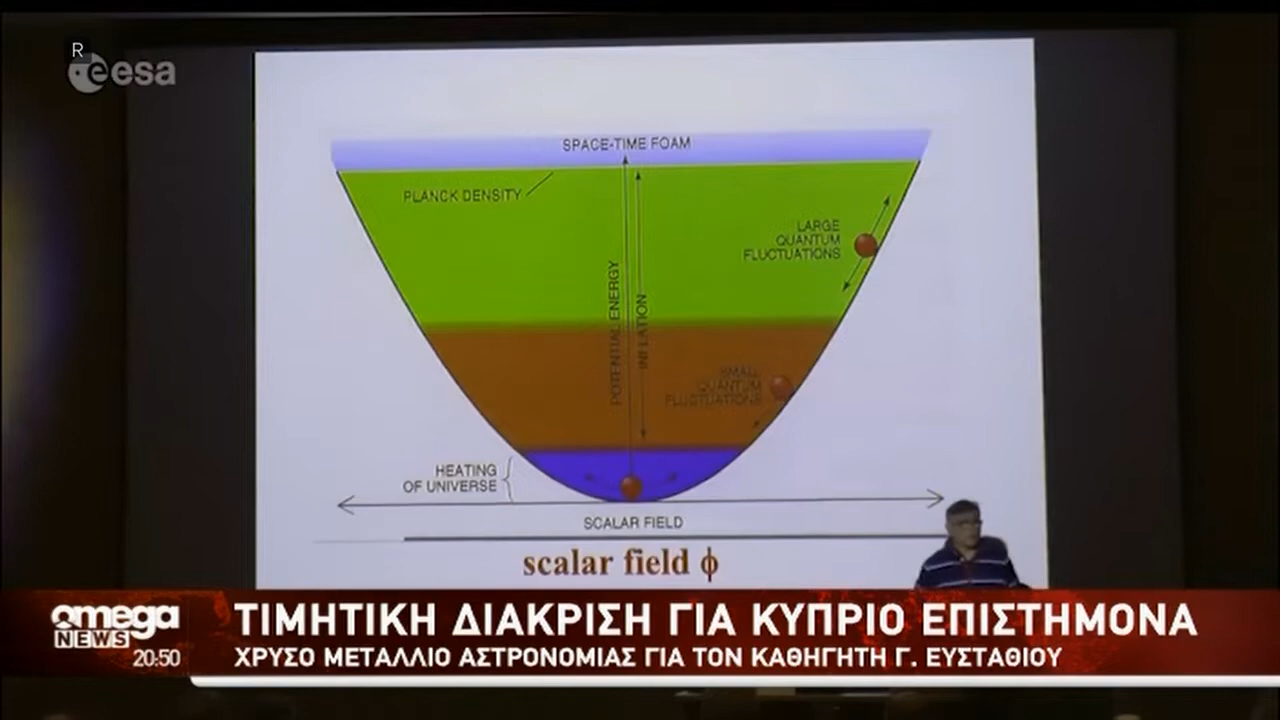 R
esa
SPACE-TIME FOAM
PLANCK DENSITY
LARGE
QUANTUM
FLUCTUATIONS
POTENTIAL ENERGY
INFLATION
SMALL
QUANTUM
FLUCTUATIONS
HEATING
OF UNIVERSE
SCALAR FIELD
scalar field ϕ
omega
NEWS
20:50
ΤΙΜΗΤΙΚΗ ΔΙΑΚΡΙΣΗ ΓΙΑ ΚΥΠΡΙΟ ΕΠΙΣΤΗΜΟΝΑ
ΧΡΥΣΟ ΜΕΤΑΛΛΙΟ ΑΣΤΡΟΝΟΜΙΑΣ ΓΙΑ ΤΟΝ ΚΑΘΗΓΗΤΗ Γ. ΕΥΣΤΑΘΙΟΥ